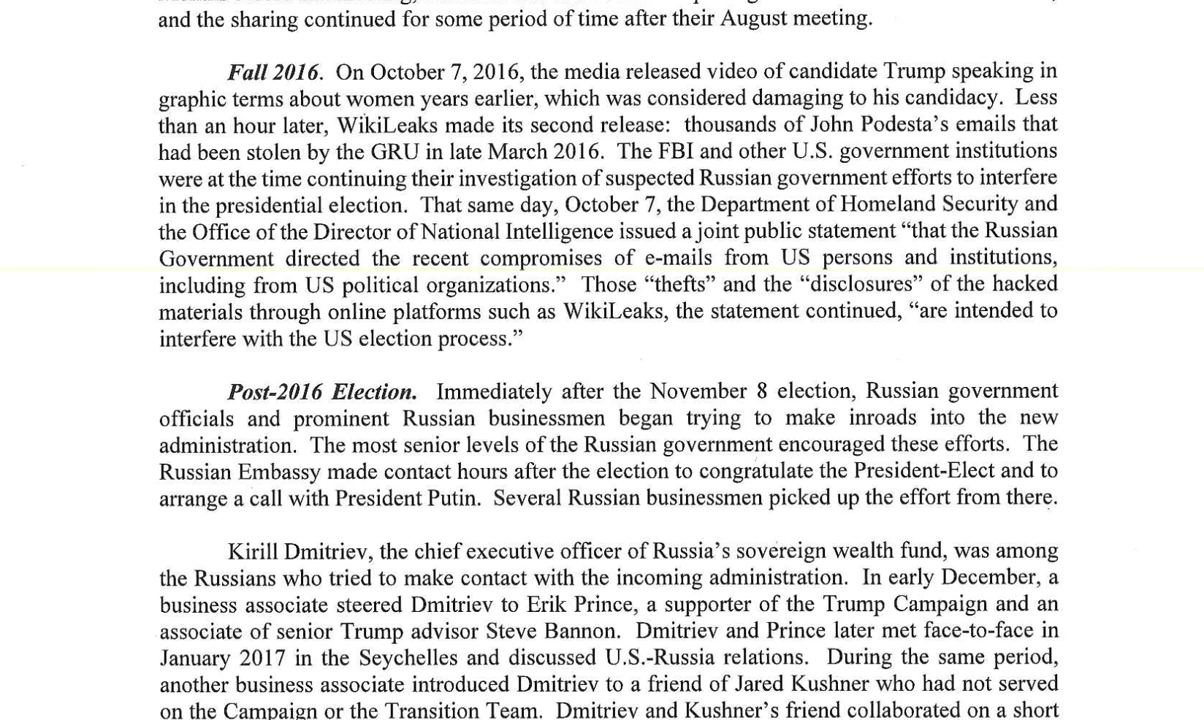 and the sharing continued for some period of time after their August meeting.
Fall 2016. On October 7, 2016, the media released video of candidate Trump speaking in
graphic terms about women years earlier, which was considered damaging to his candidacy. Less
than an hour later, WikiLeaks made its second release: thousands of John Podesta’s emails that
had been stolen by the GRU in late March 2016. The FBI and other U.S. government institutions
were at the time continuing their investigation of suspected Russian government efforts to interfere
in the presidential election. That same day, October 7, the Department of Homeland Security and
the Office of the Director of National Intelligence issued a joint public statement “that the Russian
Government directed the recent compromises of e-mails from US persons and institutions,
including from US political organizations.” Those “thefts” and the “disclosures” of the hacked
materials through online platforms such as WikiLeaks, the statement continued, “are intended to
interfere with the US election process.”
Post-2016 Election. Immediately after the November 8 election, Russian government
officials and prominent Russian businessmen began trying to make inroads into the new
administration. The most senior levels of the Russian government encouraged these efforts. The
Russian Embassy made contact hours after the election to congratulate the President-Elect and to
arrange a call with President Putin. Several Russian businessmen picked up the effort from there.
Kirill Dmitriev, the chief executive officer of Russia’s sovereign wealth fund, was among
the Russians who tried to make contact with the incoming administration. In early December, a
business associate steered Dmitriev to Erik Prince, a supporter of the Trump Campaign and an
associate of senior Trump advisor Steve Bannon. Dmitriev and Prince later met face-to-face in
January 2017 in the Seychelles and discussed U.S.-Russia relations. During the same period,
another business associate introduced Dmitriev to a friend of Jared Kushner who had not served
on the Campaign or the Transition Team. Dmitriev and Kushner’s friend collaborated on a short